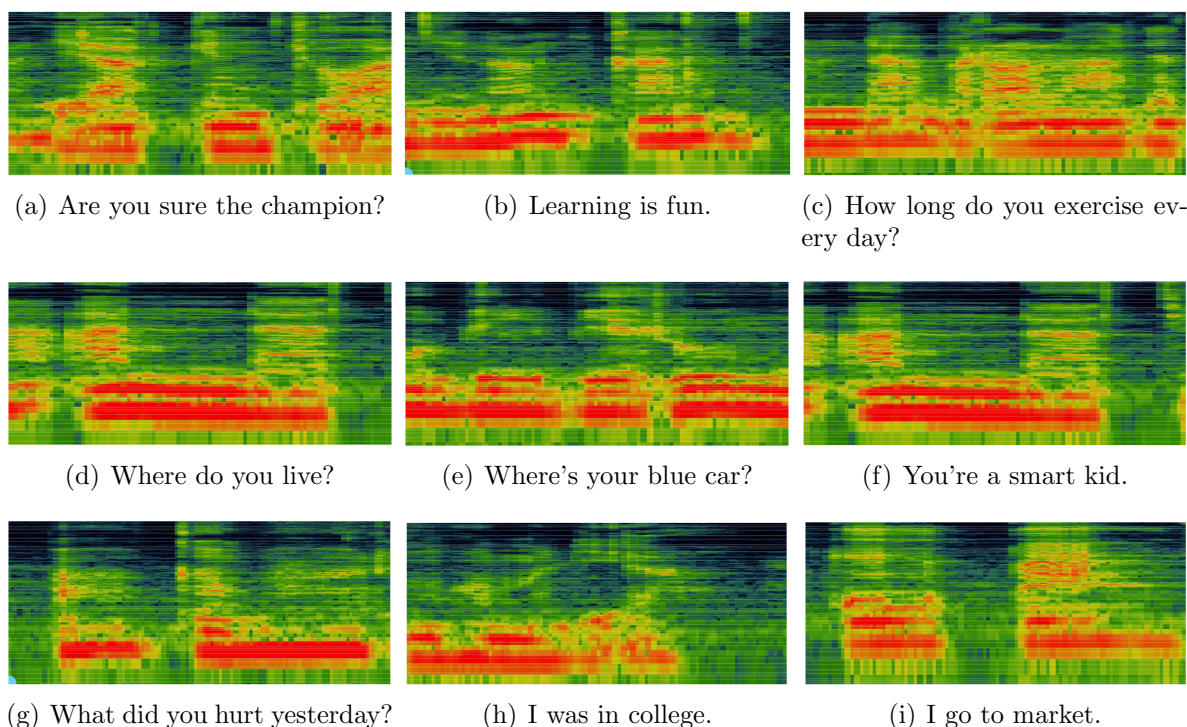 (a) Are you sure the champion?
(b) Learning is fun.
(c) How long do you exercise ev-
ery day?
(d) Where do you live?
(e) Where's your blue car?
(f) You're a smart kid.
(g) What did you hurt yesterday?
(h) I was in college.
(i) I go to market.